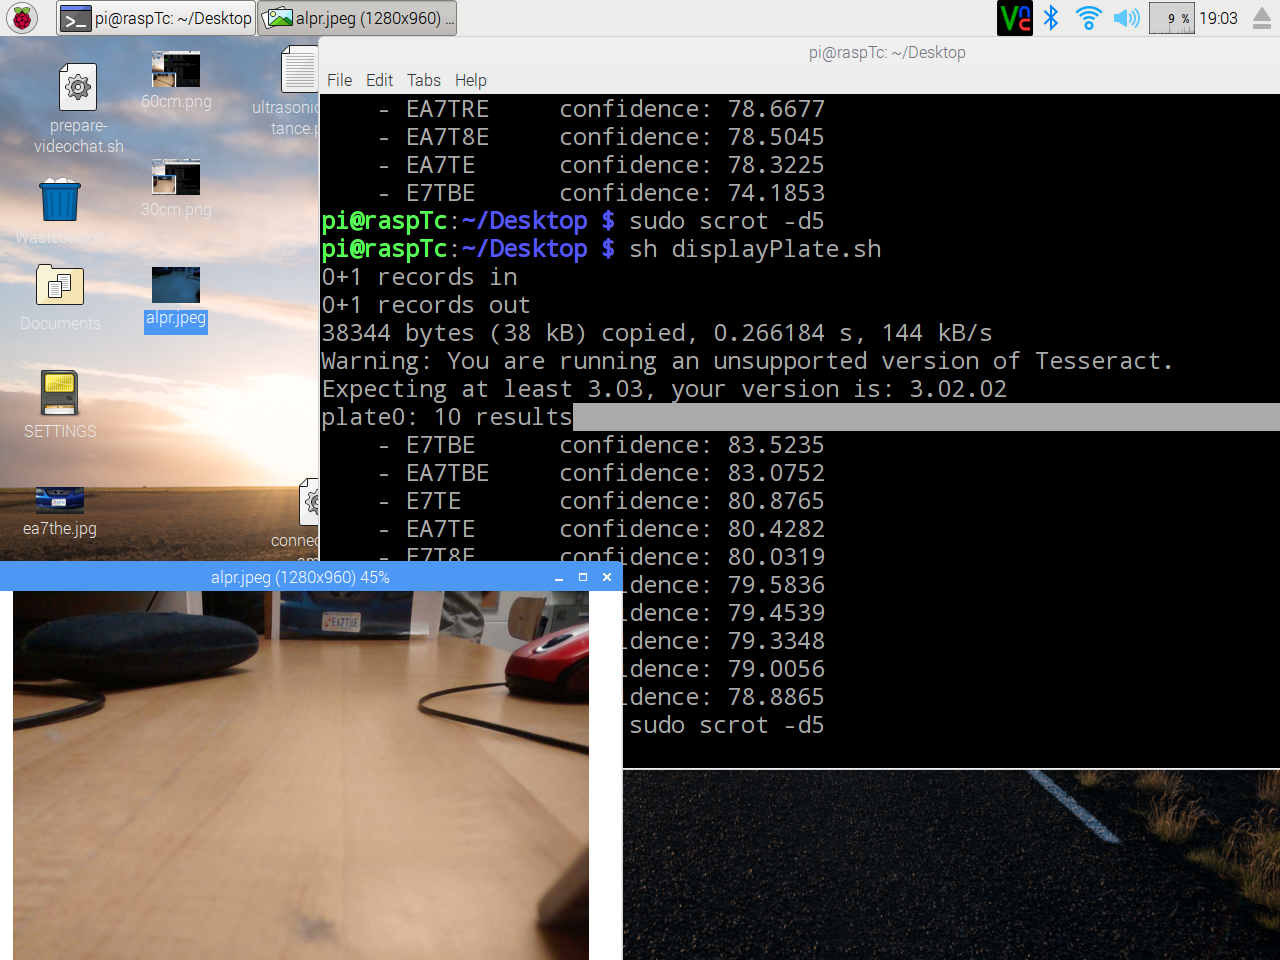 pi@raspTc: ~/Desktop
alpr.jpeg (1280x960) ...
Vnc
9 %
19:03
prepare-
videochat.sh
60cm.png
ultrasonic
tance.p
30cm.png
Wastebasket
Documents
alpr.jpeg
SETTINGS
ea7the.jpg
connec
am
pi@raspTc: ~/Desktop
File Edit Tabs Help
- EA7TRE confidence: 78.6677
- EA7T8E confidence: 78.5045
- EA7TE confidence: 78.3225
- E7TBE confidence: 74.1853
pi@raspTc:~/Desktop $ sudo scrot -d5
pi@raspTc:~/Desktop $ sh displayPlate.sh
0+1 records in
0+1 records out
38344 bytes (38 kB) copied, 0.266184 s, 144 kB/s
Warning: You are running an unsupported version of Tesseract.
Expecting at least 3.03, your version is: 3.02.02
plate0: 10 results
- E7TBE confidence: 83.5235
- EA7TBE confidence: 83.0752
- E7TE confidence: 80.8765
- EA7TE confidence: 80.4282
- E7T8E confidence: 80.0319
idence: 79.5836
idence: 79.4539
idence: 79.3348
idence: 79.0056
idence: 78.8865
sudo scrot -d5
alpr.jpeg (1280x960) 45%
EA7THE